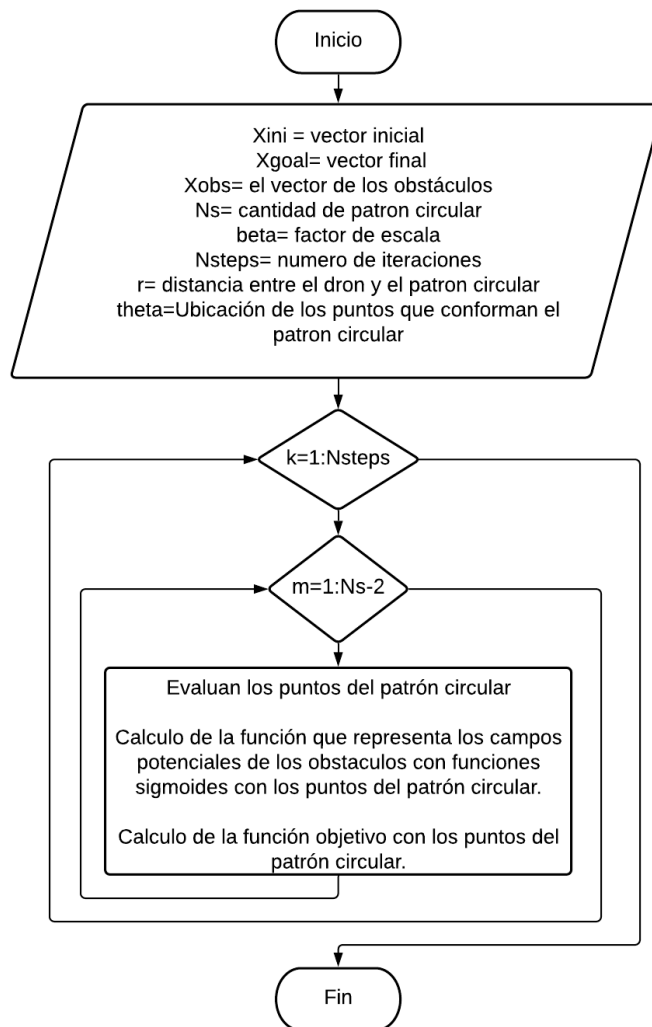 Inicio
Xini = vector inicial
Xgoal= vector final
Xobs= el vector de los obstáculos
Ns= cantidad de patron circular
beta= factor de escala
Nsteps= numero de iteraciones
r= distancia entre el dron y el patron circular
theta=Ubicación de los puntos que conforman el
patron circular
k=1:Nsteps
m=1:Ns-2
Evaluan los puntos del patrón circular
Calculo de la función que representa los campos
potenciales de los obstaculos con funciones
sigmoides con los puntos del patrón circular.
Calculo de la función objetivo con los puntos del
patrón circular.
Fin